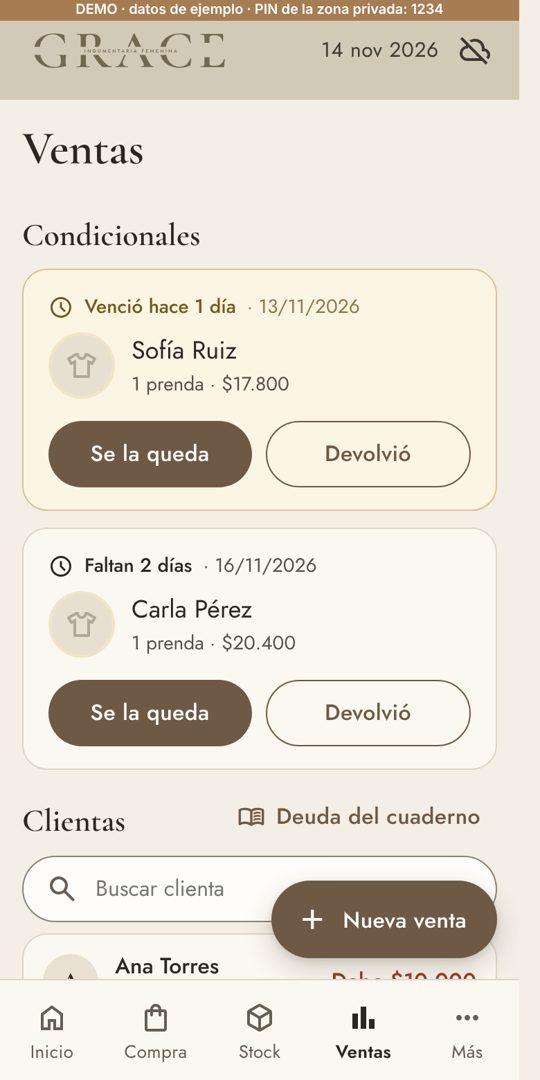 DEMO · datos de ejemplo · PIN de la zona privada: 1234
GRACE
INDUMENTARIA FEMENINA
14 nov 2026
Ventas
Condicionales
Venció hace 1 día · 13/11/2026
Sofía Ruiz
1 prenda · $17.800
Se la queda
Devolvió
Faltan 2 días · 16/11/2026
Carla Pérez
1 prenda · $20.400
Se la queda
Devolvió
Clientas
Deuda del cuaderno
Buscar clienta
Nueva venta
Ana Torres
Inicio
Compra
Stock
Ventas
Más